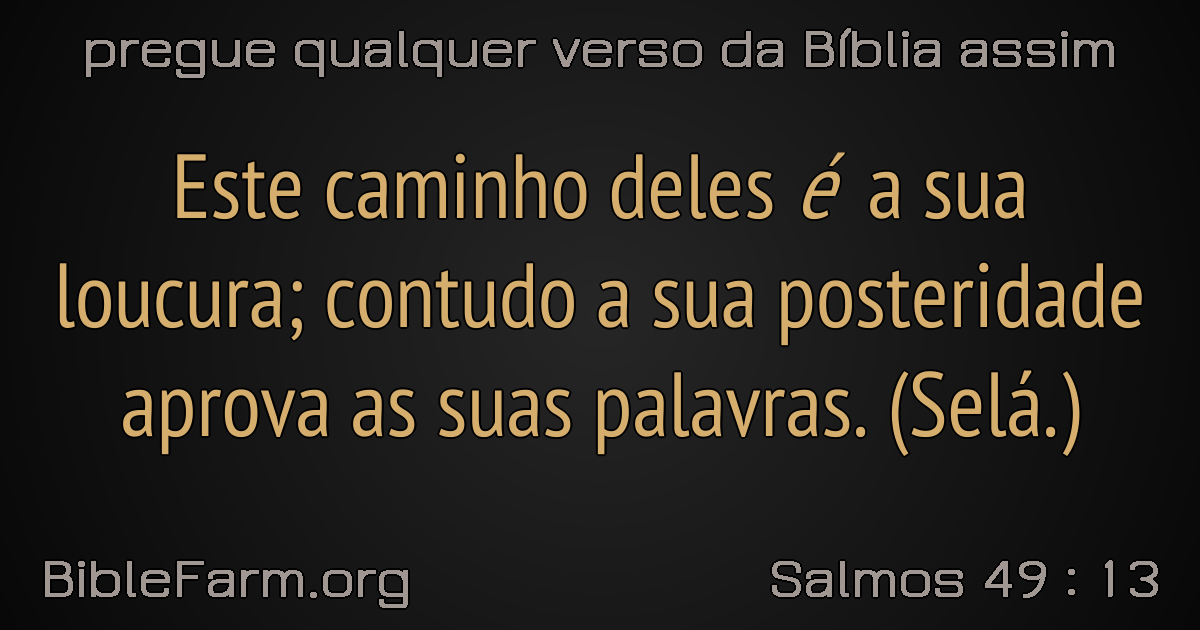 pregue qualquer verso da Bíblia assim
Este caminho deles é a sua
loucura; contudo a sua posteridade
aprova as suas palavras. (Selá.)
BibleFarm.org
Salmos 49 : 13